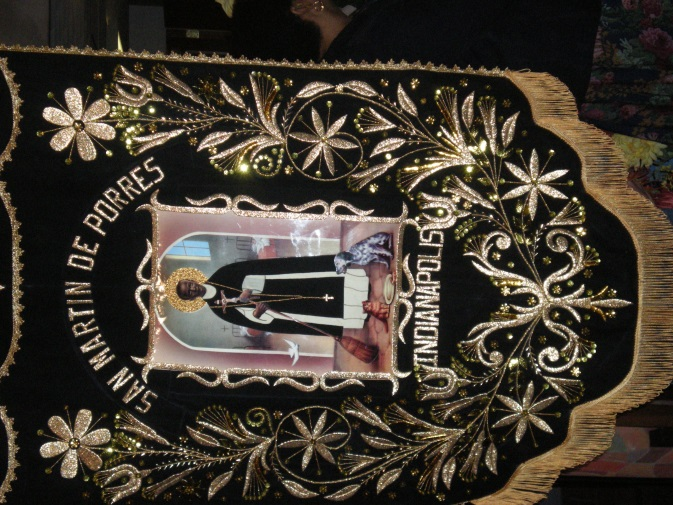 SAN MARTIN DE PORRES
INDIANAPOLIS